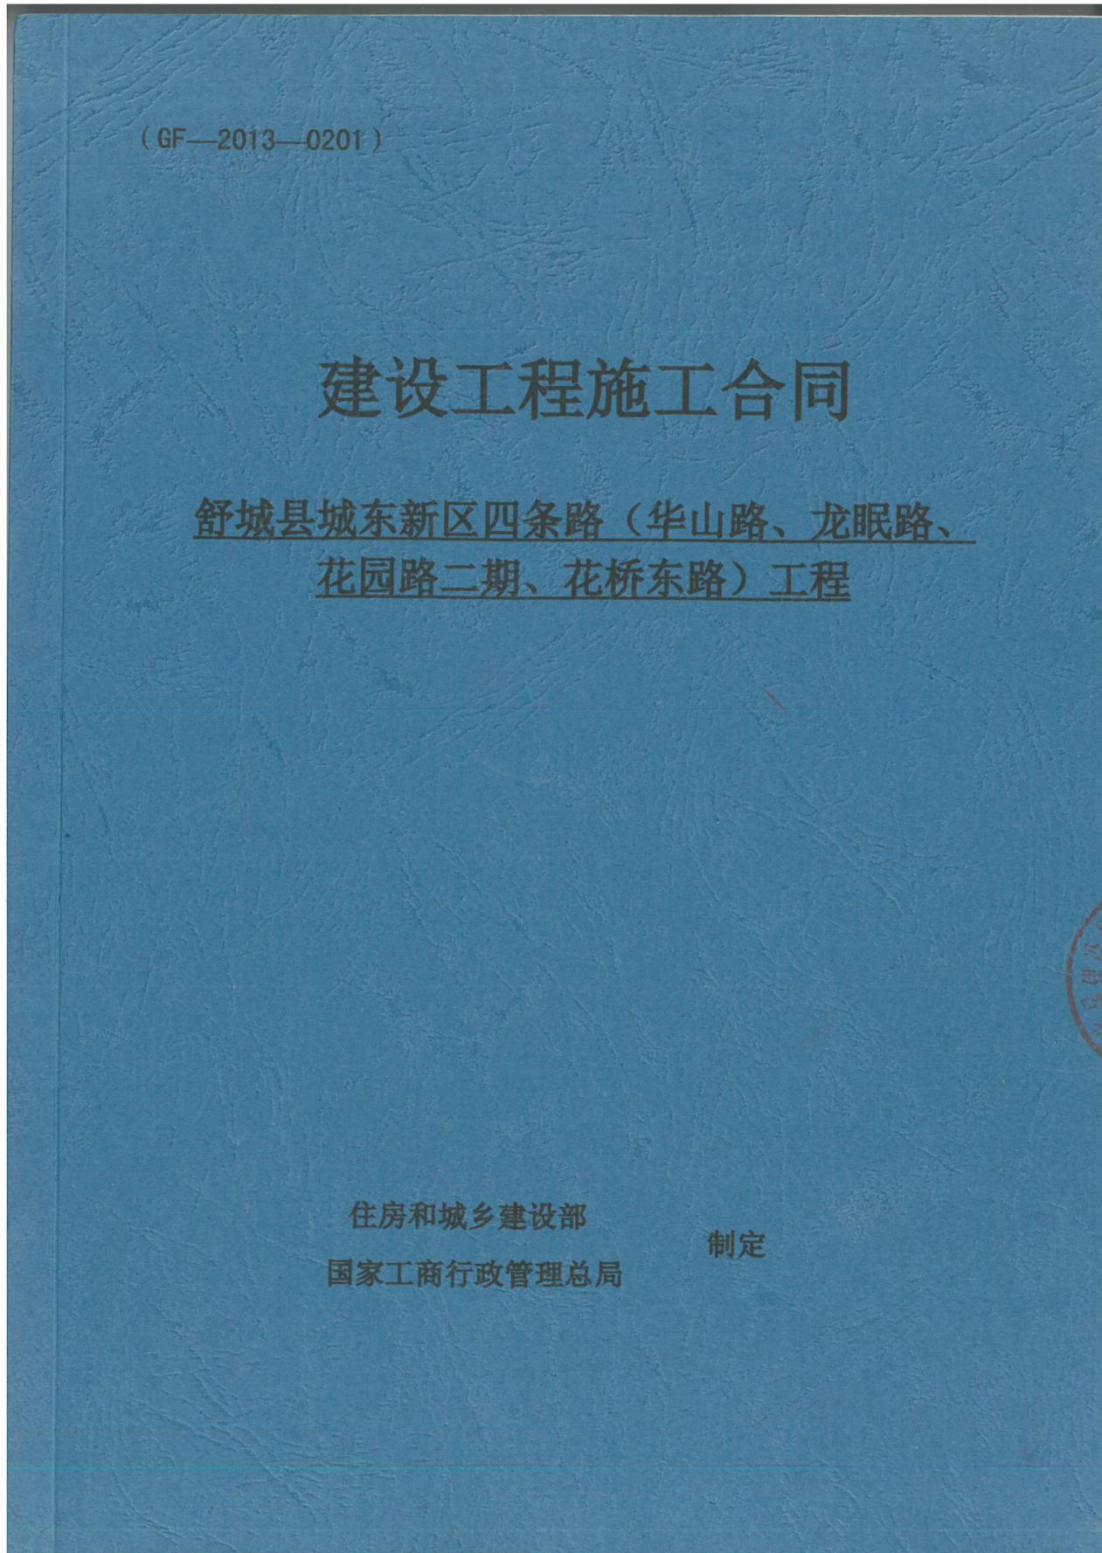 （GF—2013—0201）
建设工程施工合同
舒城县城东新区四条路（华山路、龙眠路、
花园路二期、花桥东路）工程
住房和城乡建设部
国家工商行政管理总局
制定